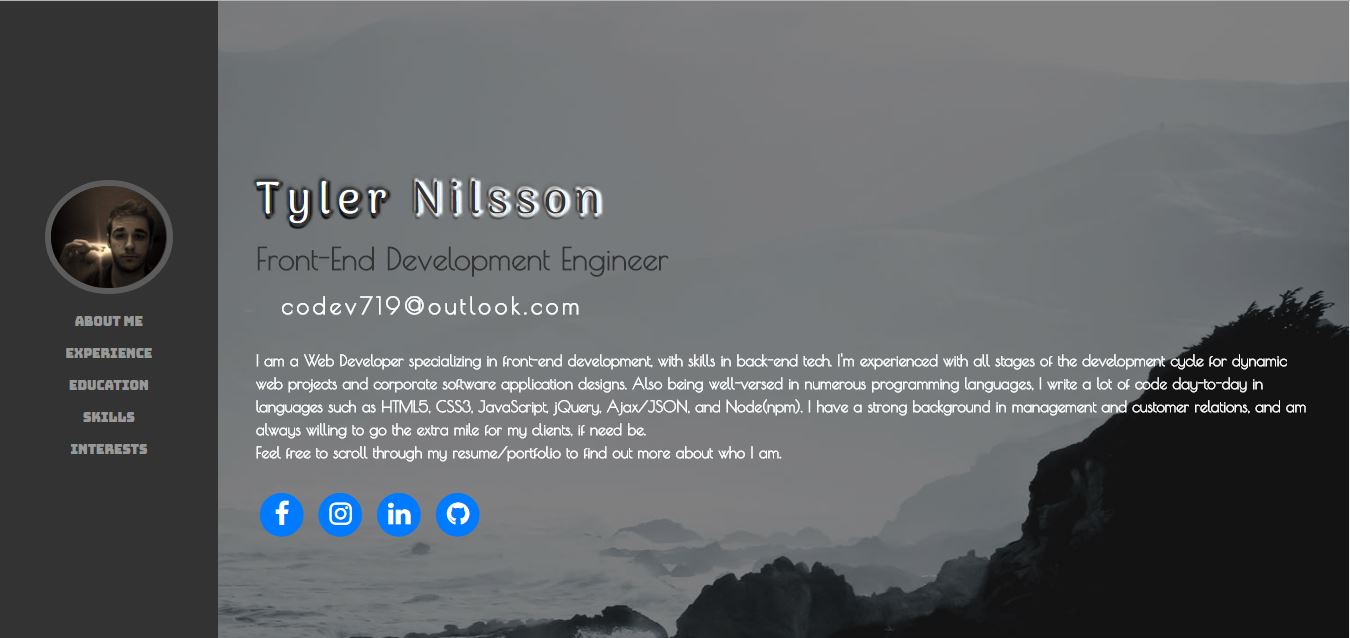 ABOUT ME
EXPERIENCE
EDUCATION
SKILLS
INTERESTS
Tyler Nilsson
Front-End Development Engineer
codev719@outlook.com
I am a Web Developer specializing in front-end development, with skills in back-end tech. I'm experienced with all stages of the development cycle for dynamic
web projects and corporate software application designs. Also being well-versed in numerous programming languages, I write a lot of code day-to-day in
languages such as HTML5, CSS3, JavaScript, jQuery, Ajax/JSON, and Node(npm). I have a strong background in management and customer relations, and am
always willing to go the extra mile for my clients, if need be.
Feel free to scroll through my resume/portfolio to find out more about who I am.
f
in